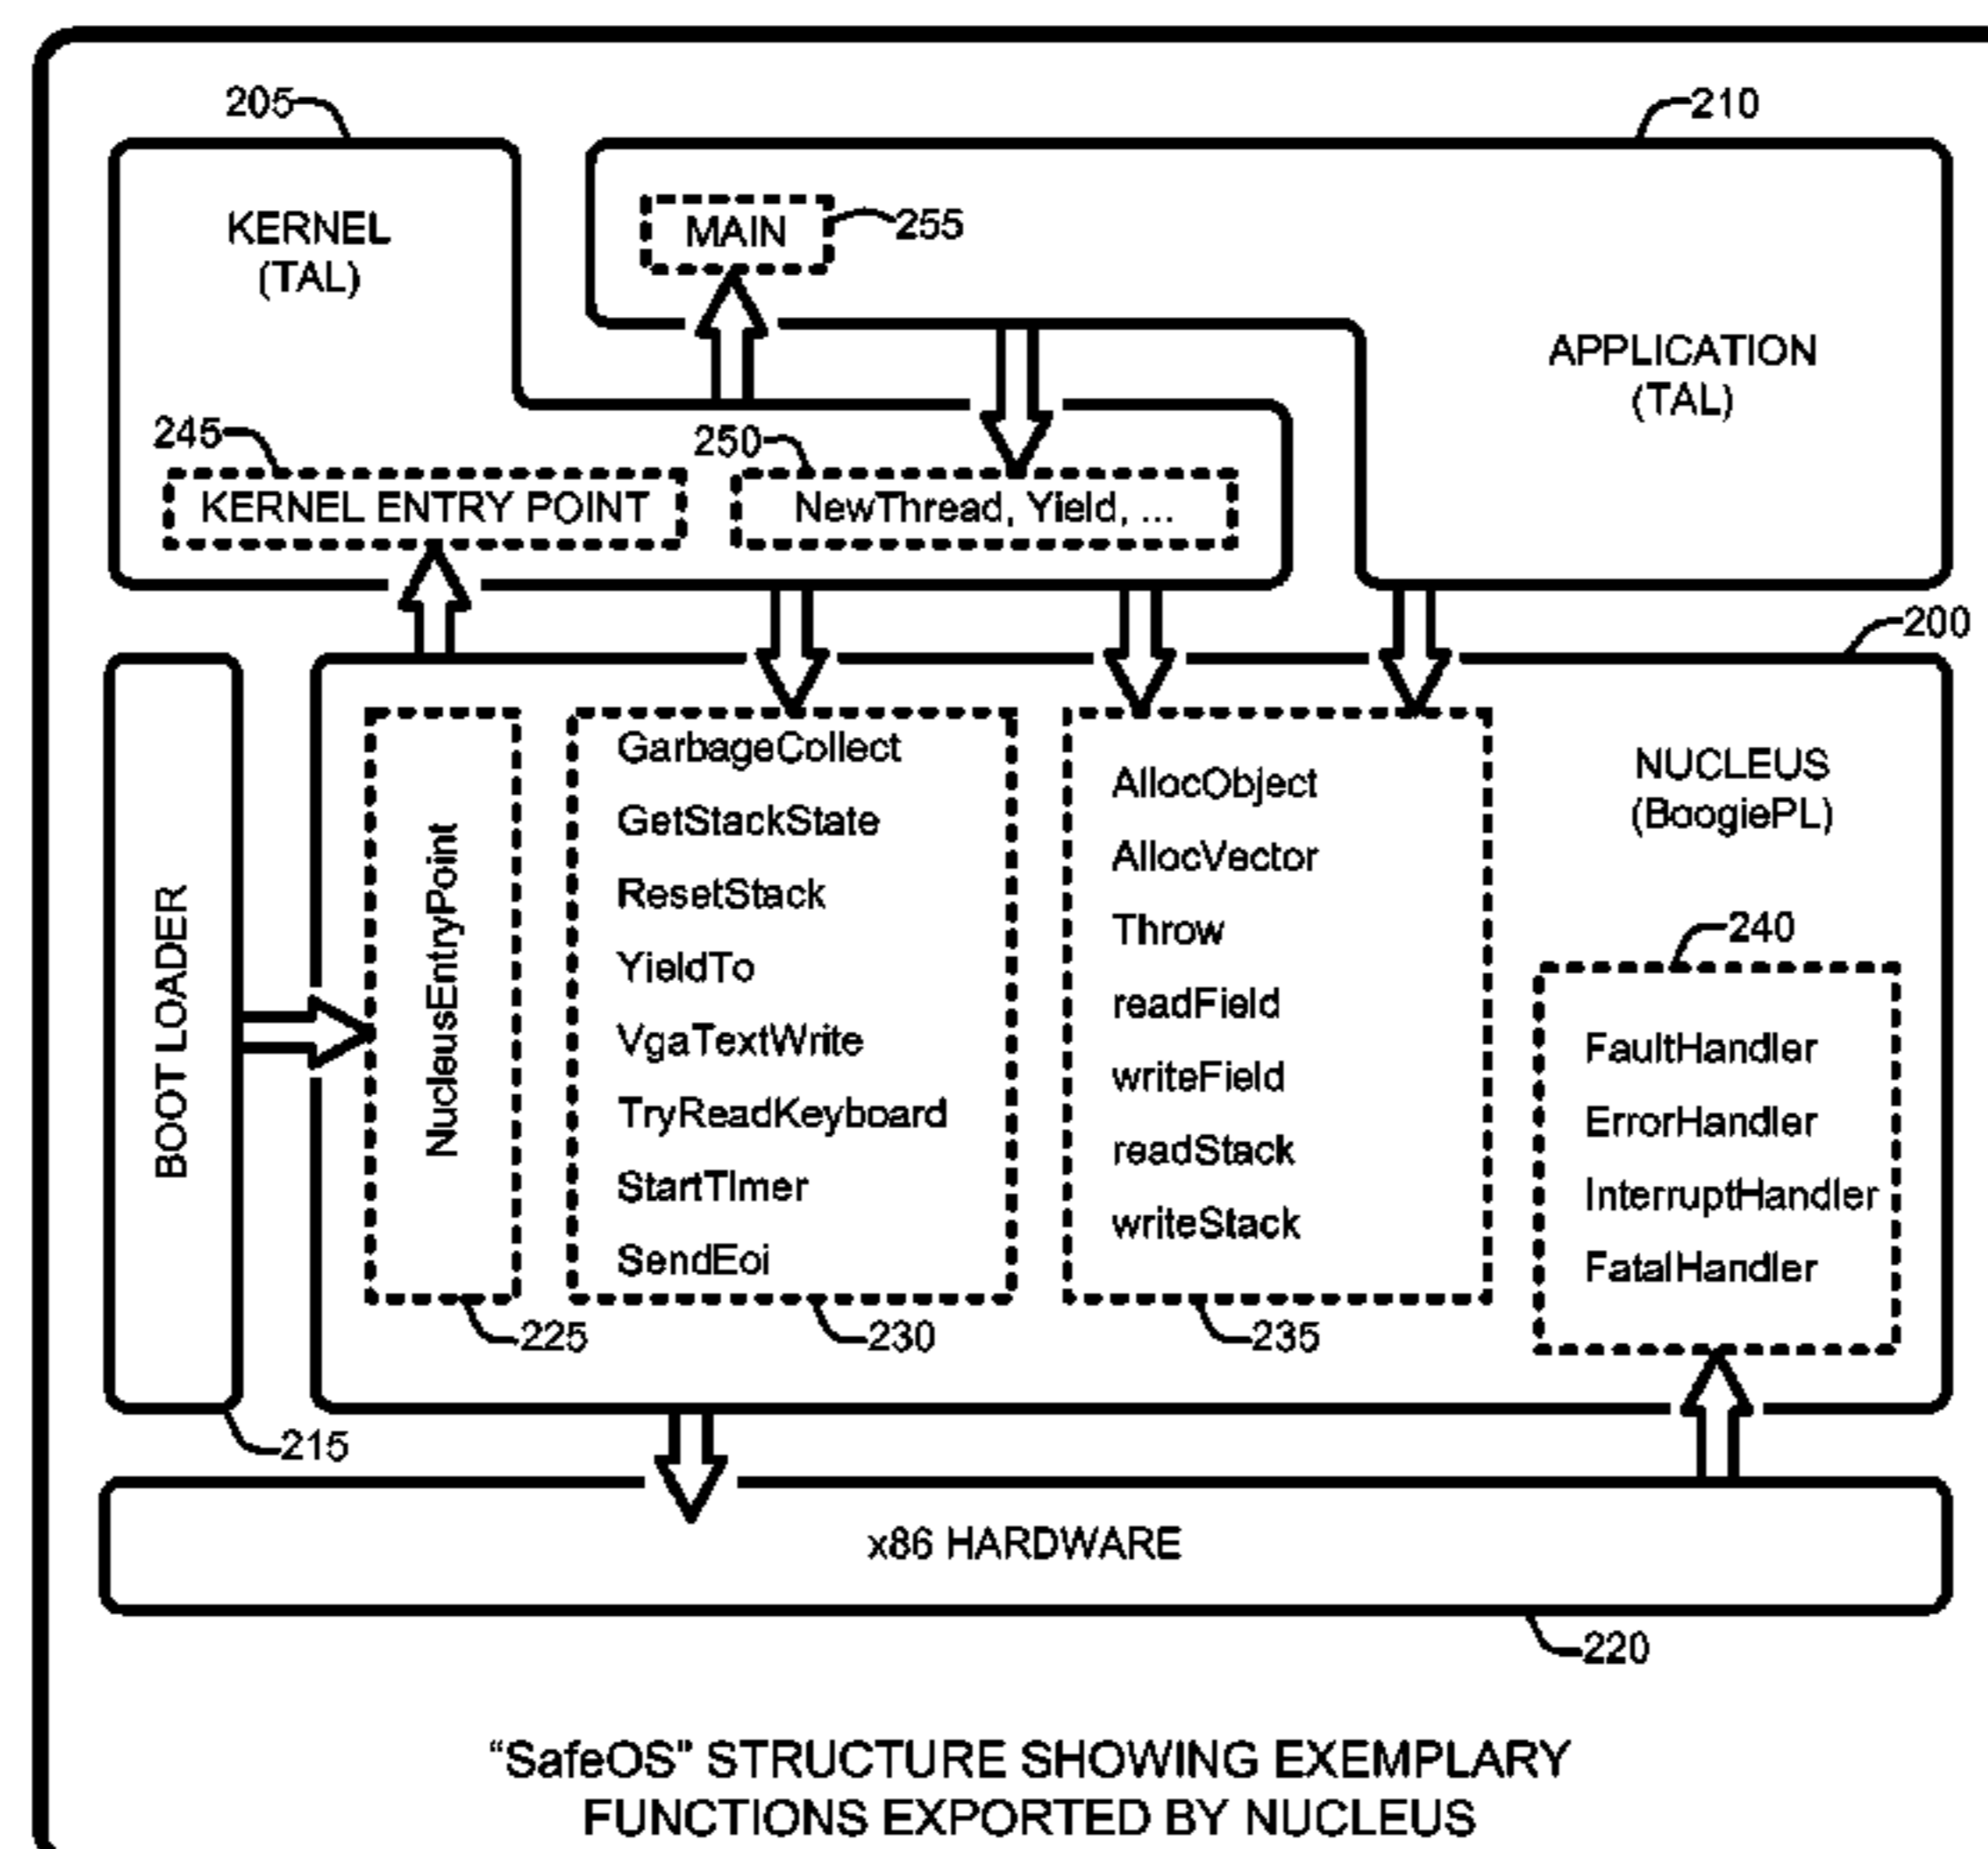 205
210
KERNEL
(TAL)
MAIN
255
APPLICATION
(TAL)
245
250
KERNEL ENTRY POINT
NewThread, Yield, ...
200
BOOT LOADER
NucleusEntryPoint
GarbageCollect
GetStackState
ResetStack
YieldTo
VgaTextWrite
TryReadKeyboard
StartTimer
SendEoi
AllocObject
AllocVector
Throw
readField
writeField
readStack
writeStack
NUCLEUS
(BoogiePL)
240
FaultHandler
ErrorHandler
InterruptHandler
FatalHandler
225
230
235
215
x86 HARDWARE
220
“SafeOS” STRUCTURE SHOWING EXEMPLARY
FUNCTIONS EXPORTED BY NUCLEUS